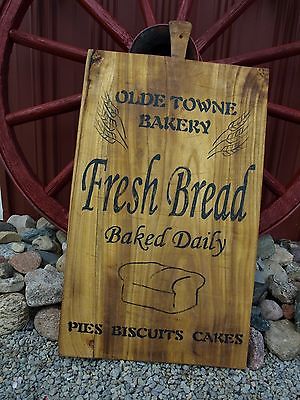 OLDE TOWNE
BAKERY
Fresh Bread
Baked Daily
PIES BISCUITS CAKES